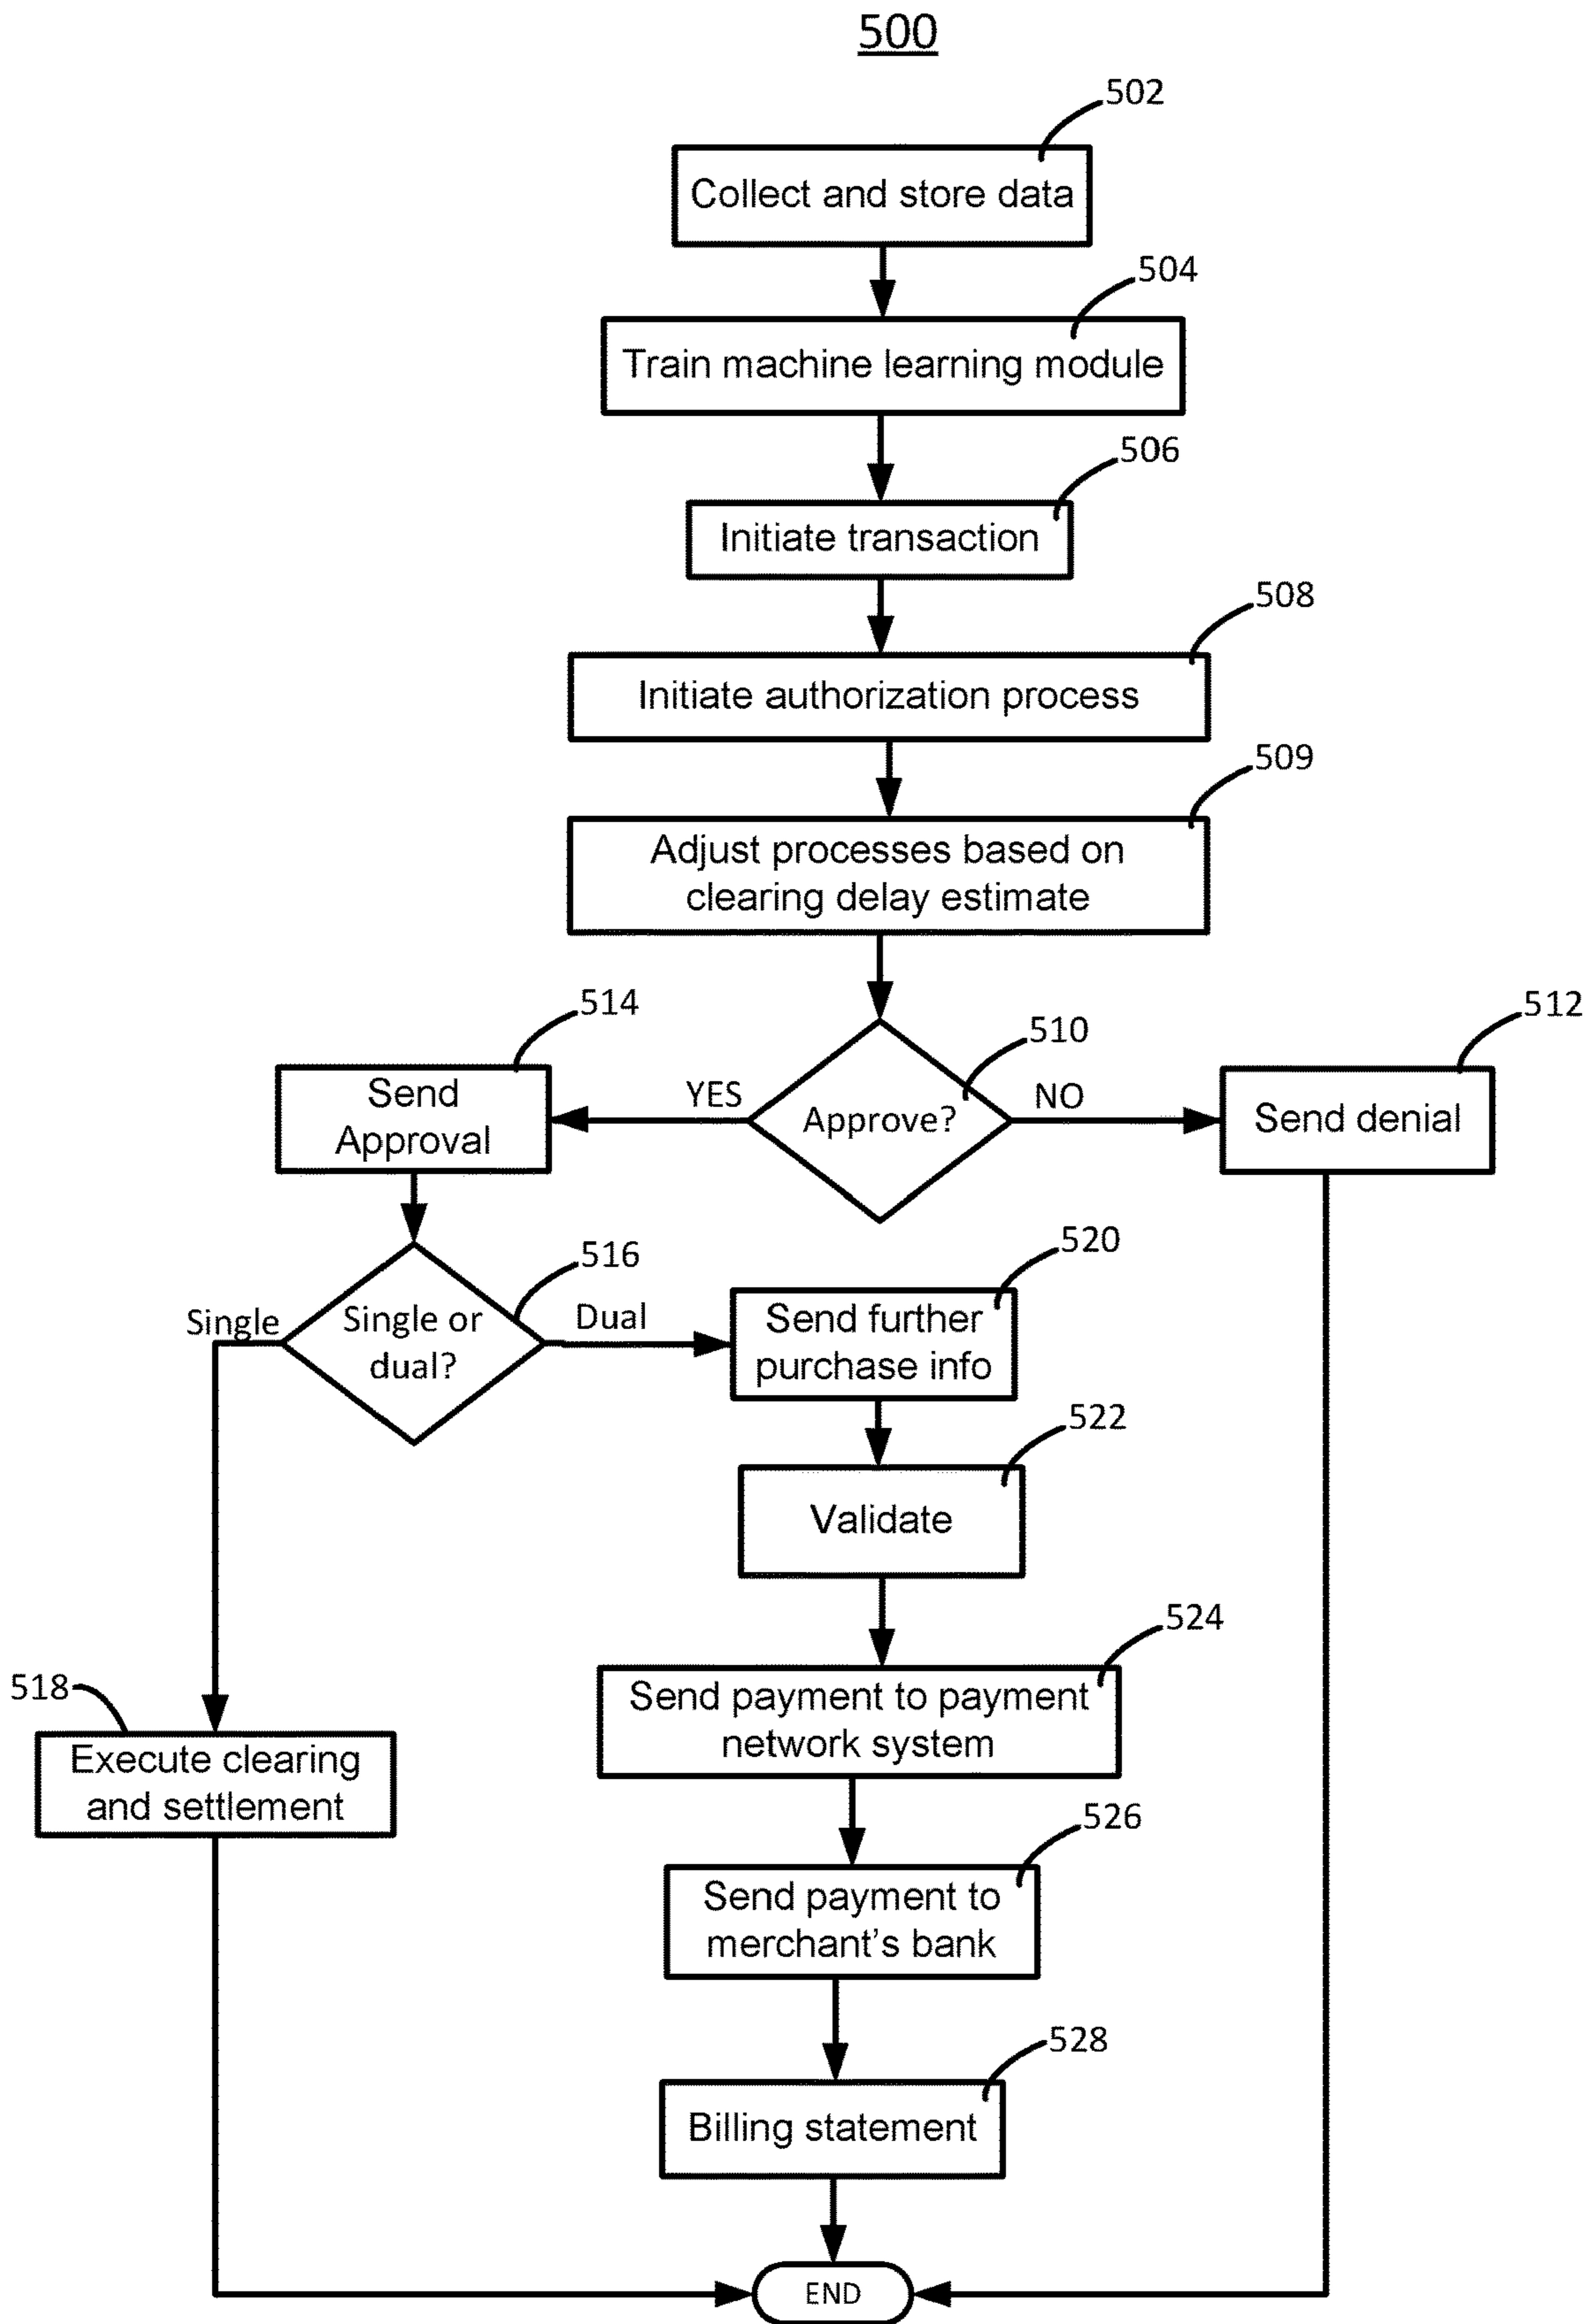 500
502
Collect and store data
504
Train machine learning module
506
Initiate transaction
508
Initiate authorization process
509
Adjust processes based on
clearing delay estimate
514
510
512
Send
Approval
YES
Approve?
NO
Send denial
516
520
Single
Single or
dual?
Dual
Send further
purchase info
522
Validate
524
Send payment to payment
network system
518
Execute clearing
and settlement
526
Send payment to
merchant’s bank
528
Billing statement
END